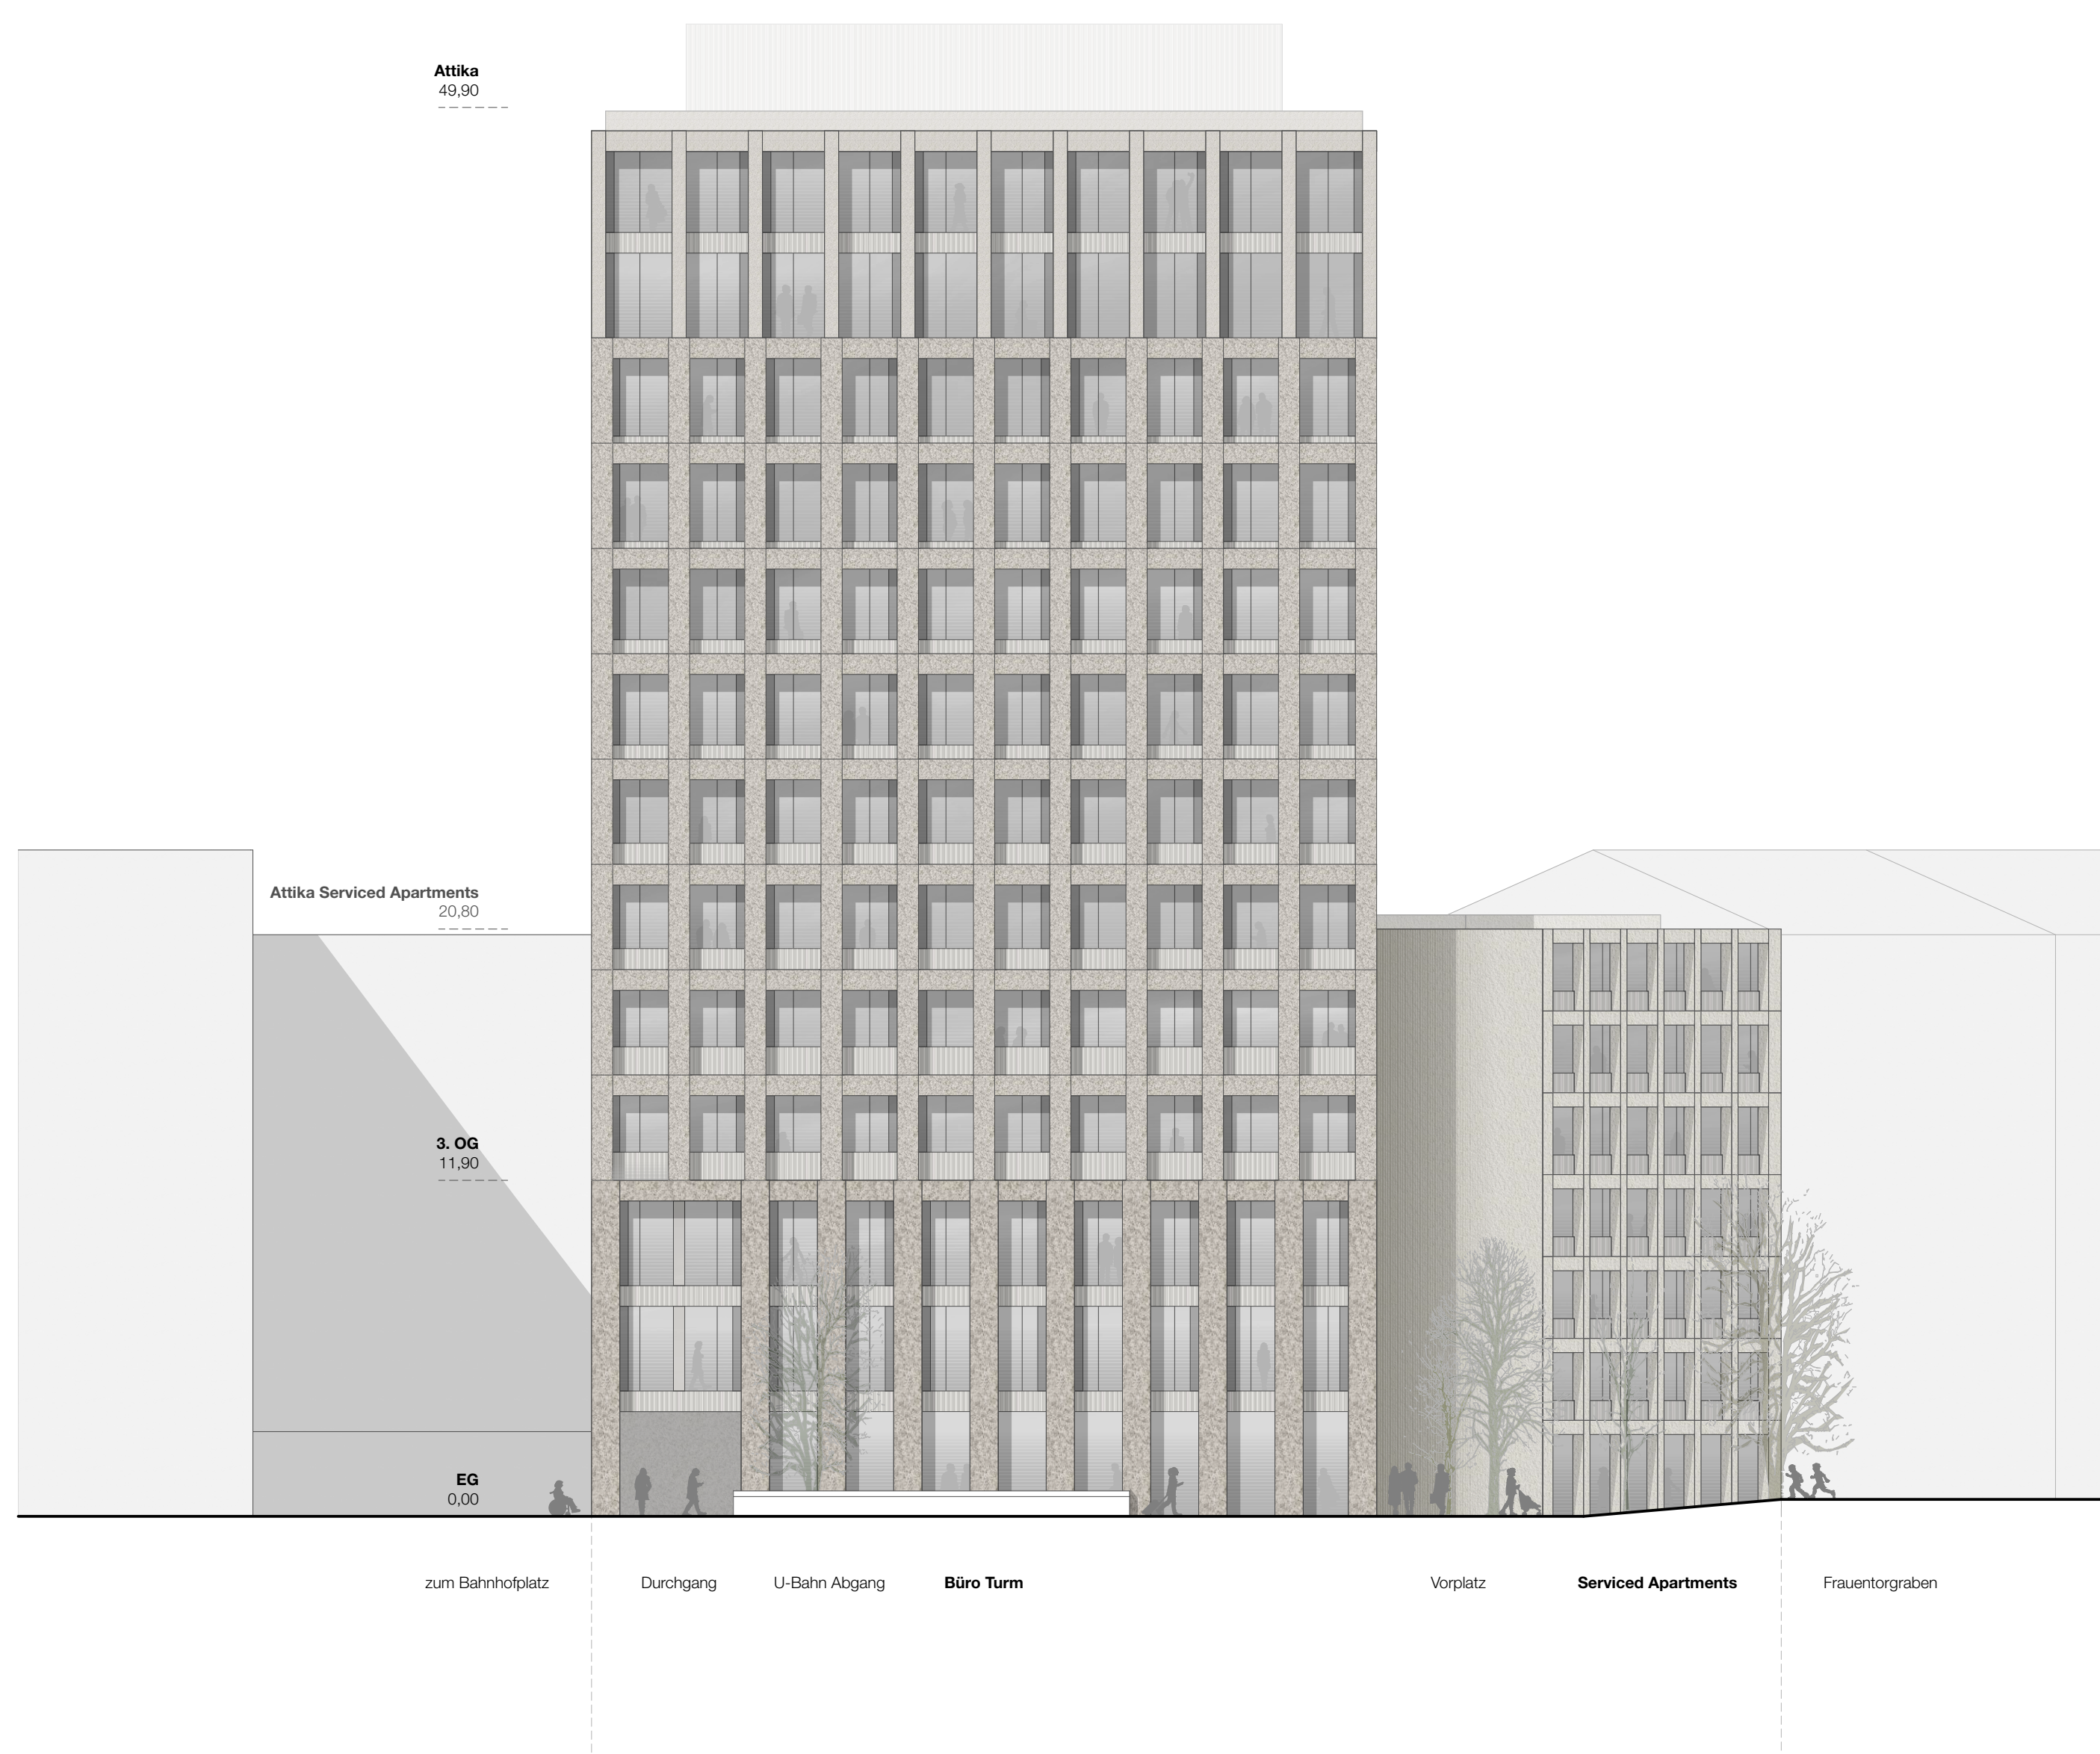 Attika
49,90
Attika Serviced Apartments
20,80
3. OG
11,90
EG
0,00
zum Bahnhofplatz
Durchgang
U-Bahn Abgang
Büro Turm
Vorplatz
Serviced Apartments
Frauentorgraben